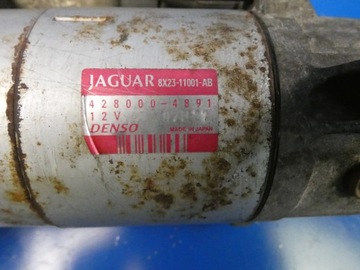 JAGUAR 8X23-11001-AB
428000-4891
12V
DENSO MADE IN JAPAN